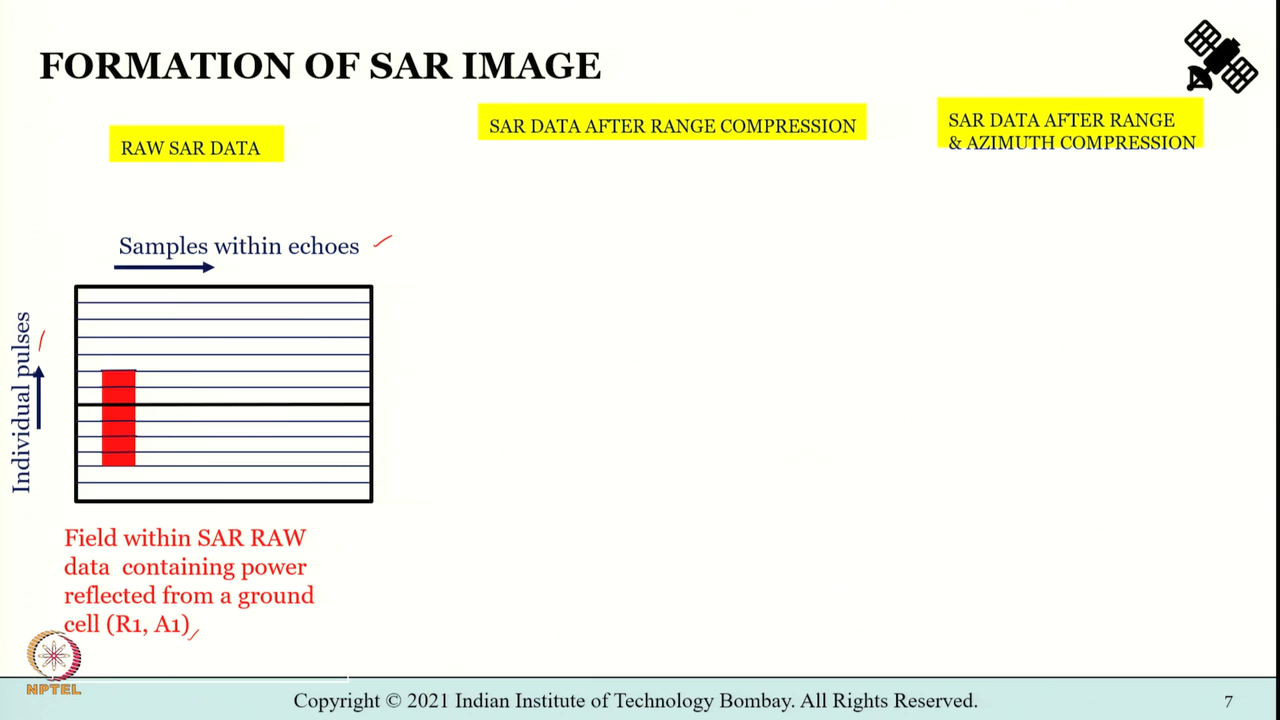 FORMATION OF SAR IMAGE
RAW SAR DATA
SAR DATA AFTER RANGE COMPRESSION
SAR DATA AFTER RANGE
& AZIMUTH COMPRESSION
Samples within echoes
Individual pulses
Field within SAR RAW
data containing power
reflected from a ground
cell (R1, A1)
NPTEL
Copyright © 2021 Indian Institute of Technology Bombay. All Rights Reserved.
7